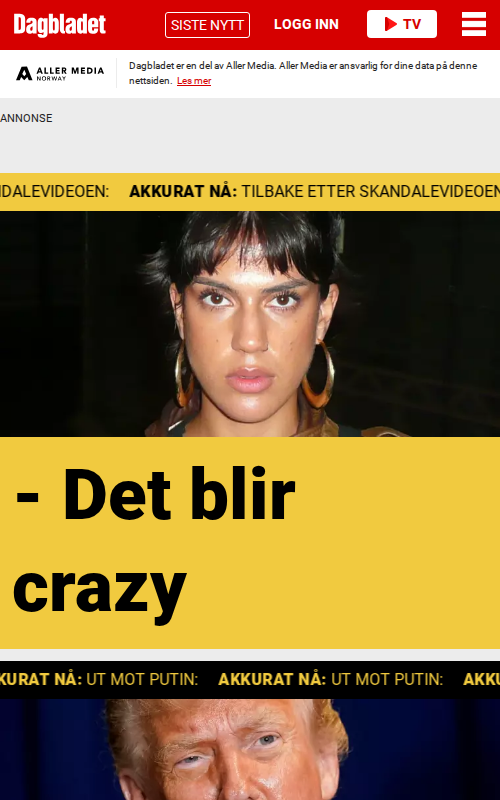 Dagbladet SISTE NYTT LOGG INN TV
ALLER MEDIA
NORWAY
Dagbladet er en del av Aller Media. Aller Media er ansvarlig for dine data på denne
nettsiden. Les mer
ANNONSE
DALEVIDEOEN: AKKURAT NÅ: TILBAKE ETTER SKANDALEVIDEOEN
- Det blir
crazy
KURAT NÅ: UT MOT PUTIN: AKKURAT NÅ: UT MOT PUTIN: AKKU